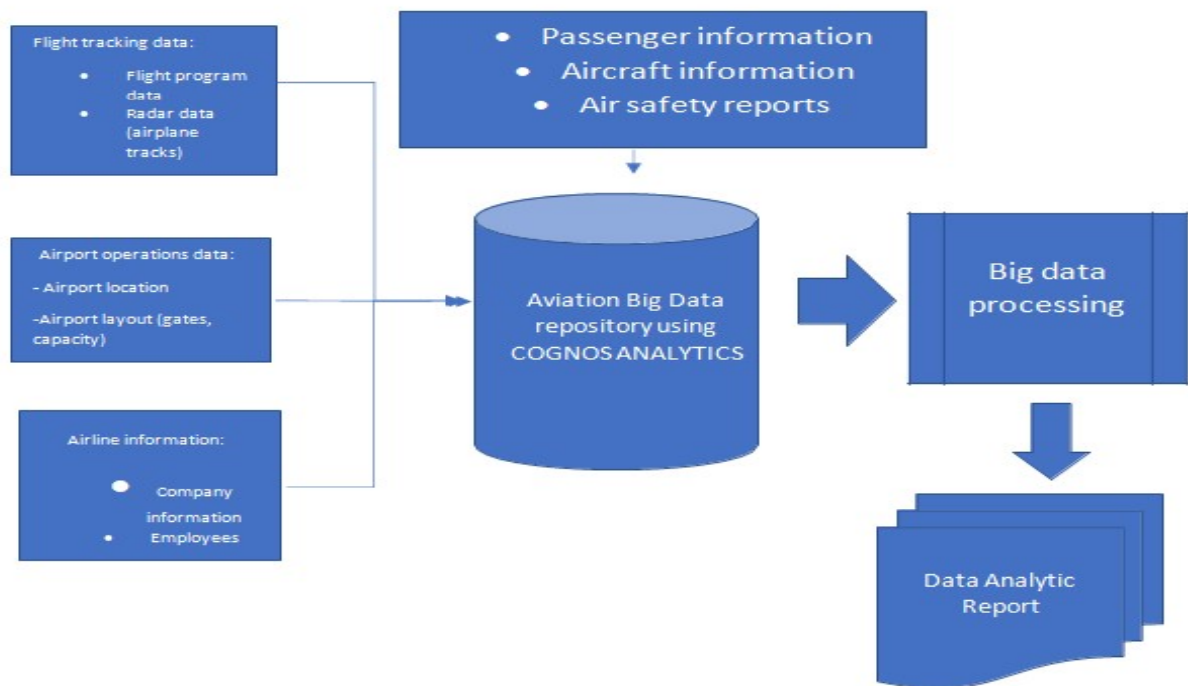 Flight tracking data:
• Flight program
data
• Radar data
(airplane
tracks)
• Passenger information
• Aircraft information
• Air safety reports
Airport operations data:
- Airport location
-Airport layout (gates,
capacity)
Airline information:
• Company
information
• Employees
Aviation Big Data
repository using
COGNOS ANALYTICS
Big data
processing
Data Analytic
Report